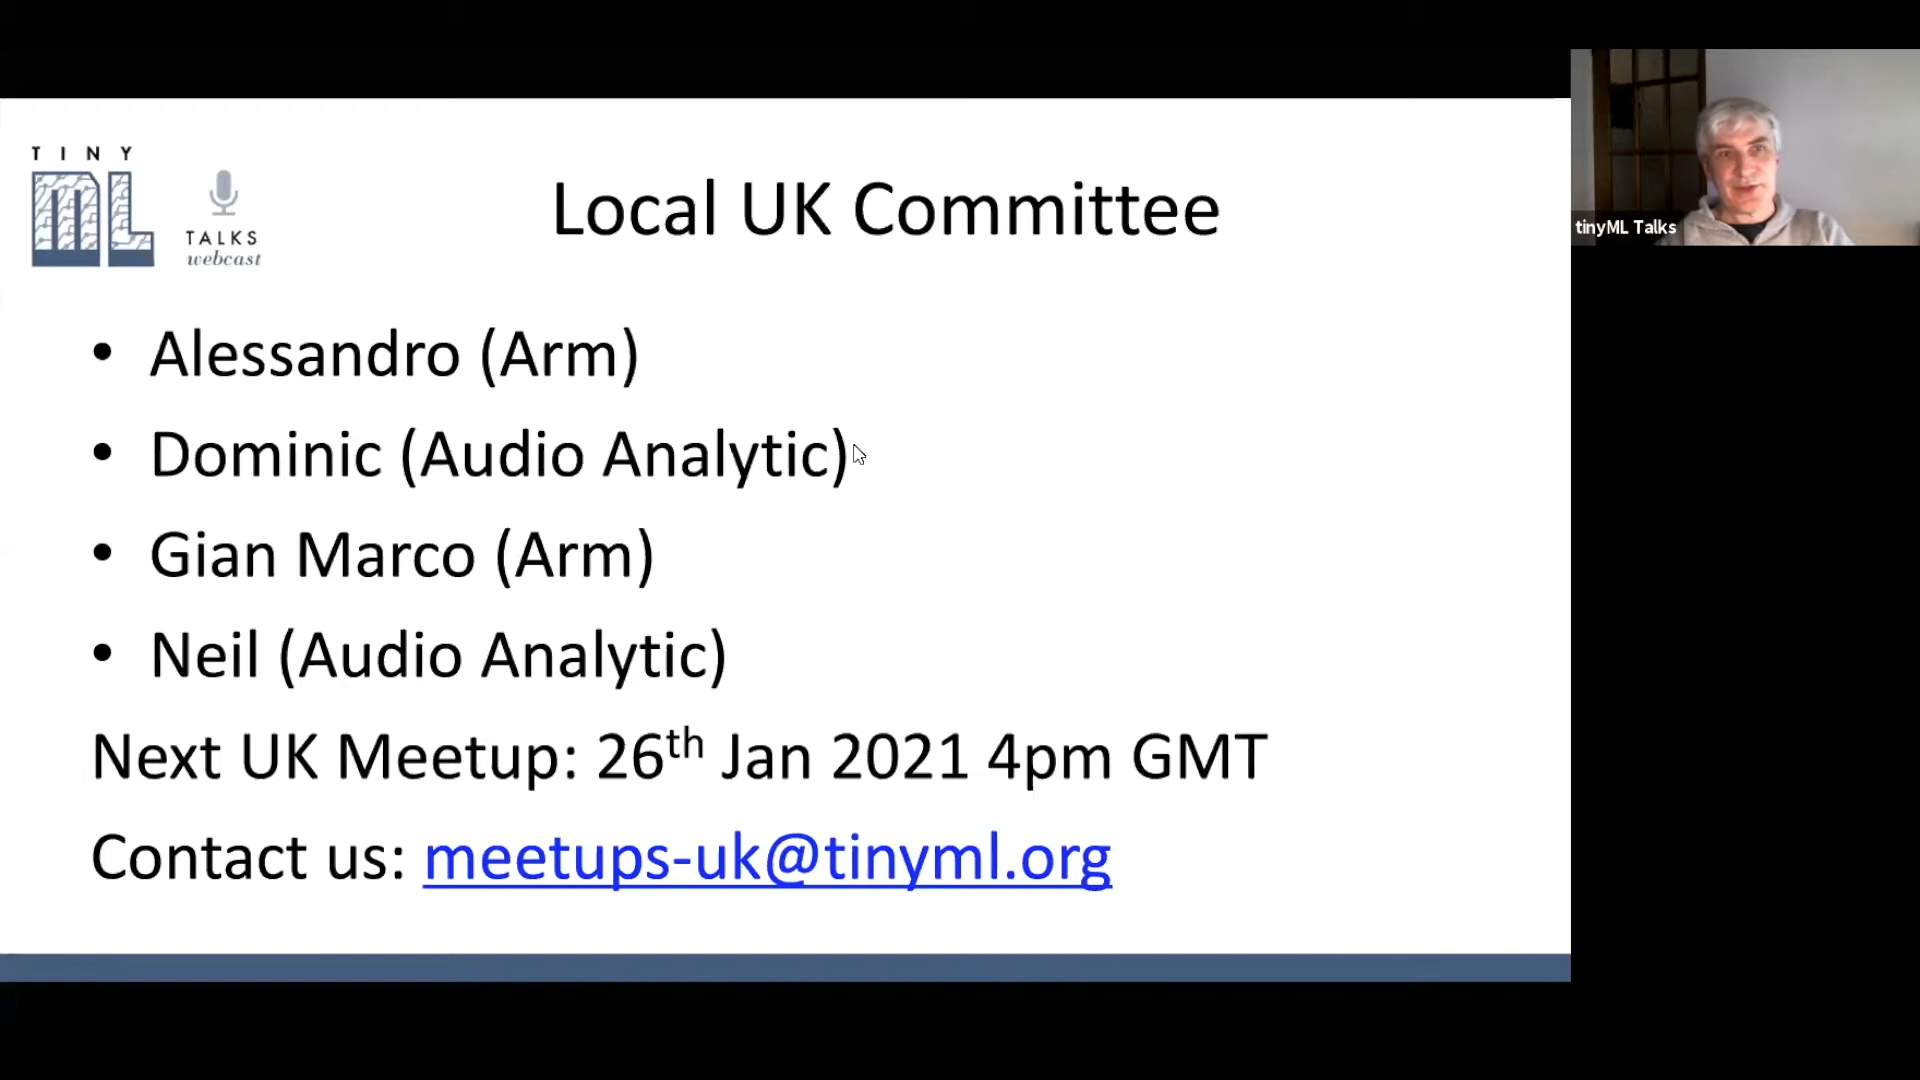 TINY
ML
TALKS
webcast
Local UK Committee
• Alessandro (Arm)
• Dominic (Audio Analytic)
• Gian Marco (Arm)
• Neil (Audio Analytic)
Next UK Meetup: 26th Jan 2021 4pm GMT
Contact us: meetups-uk@tinyml.org
tinyML Talks